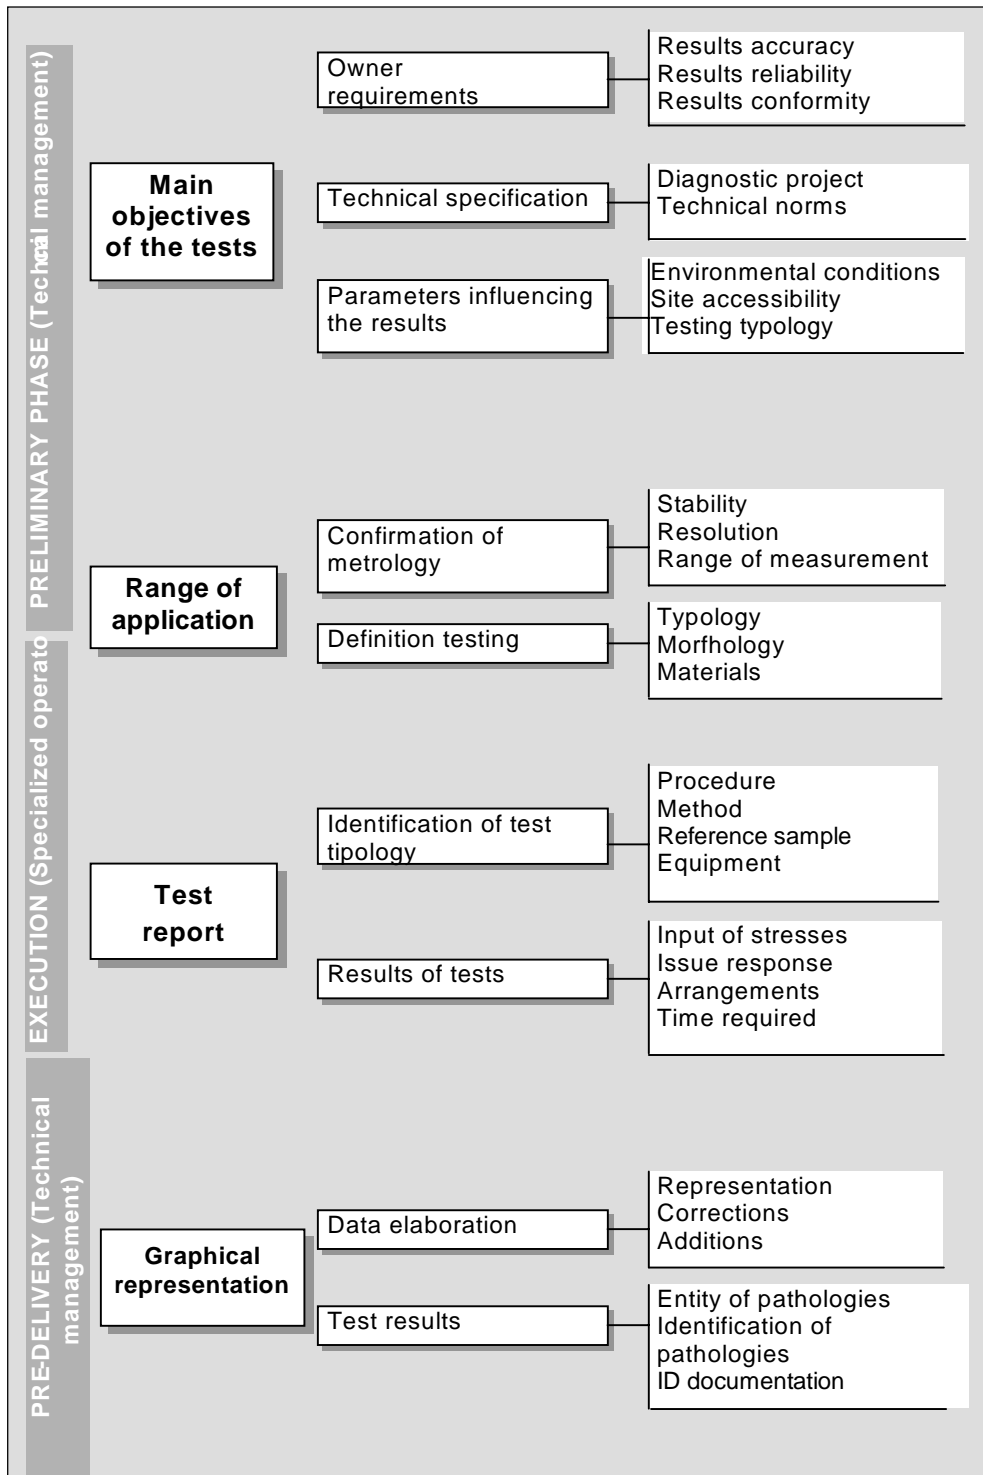 PRELIMINARY PHASE (Technical management)
Main
objectives
of the tests
Owner
requirements
Results accuracy
Results reliability
Results conformity
Technical specification
Diagnostic project
Technical norms
Parameters influencing
the results
Environmental conditions
Site accessibility
Testing typology
Range of
application
Confirmation of
metrology
Stability
Resolution
Range of measurement
Definition testing
Typology
Morfhology
Materials
EXECUTION (Specialized operato
Test
report
Identification of test
tipology
Procedure
Method
Reference sample
Equipment
Results of tests
Input of stresses
Issue response
Arrangements
Time required
PRE-DELIVERY (Technical
management)
Graphical
representation
Data elaboration
Representation
Corrections
Additions
Test results
Entity of pathologies
Identification of
pathologies
ID documentation